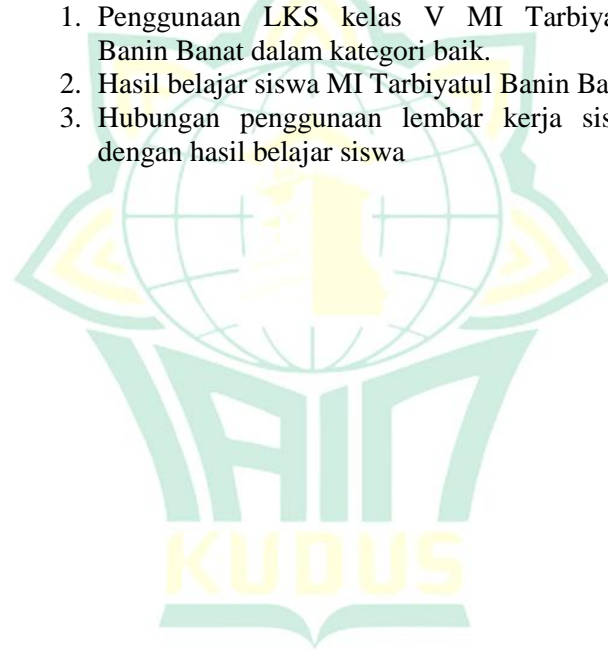 1. Penggunaan LKS kelas V MI Tarbiya
Banin Banat dalam kategori baik.
2. Hasil belajar siswa MI Tarbiyatul Banin Ba
3. Hubungan penggunaan lembar kerja sis
dengan hasil belajar siswa
IAIN
KUDUS